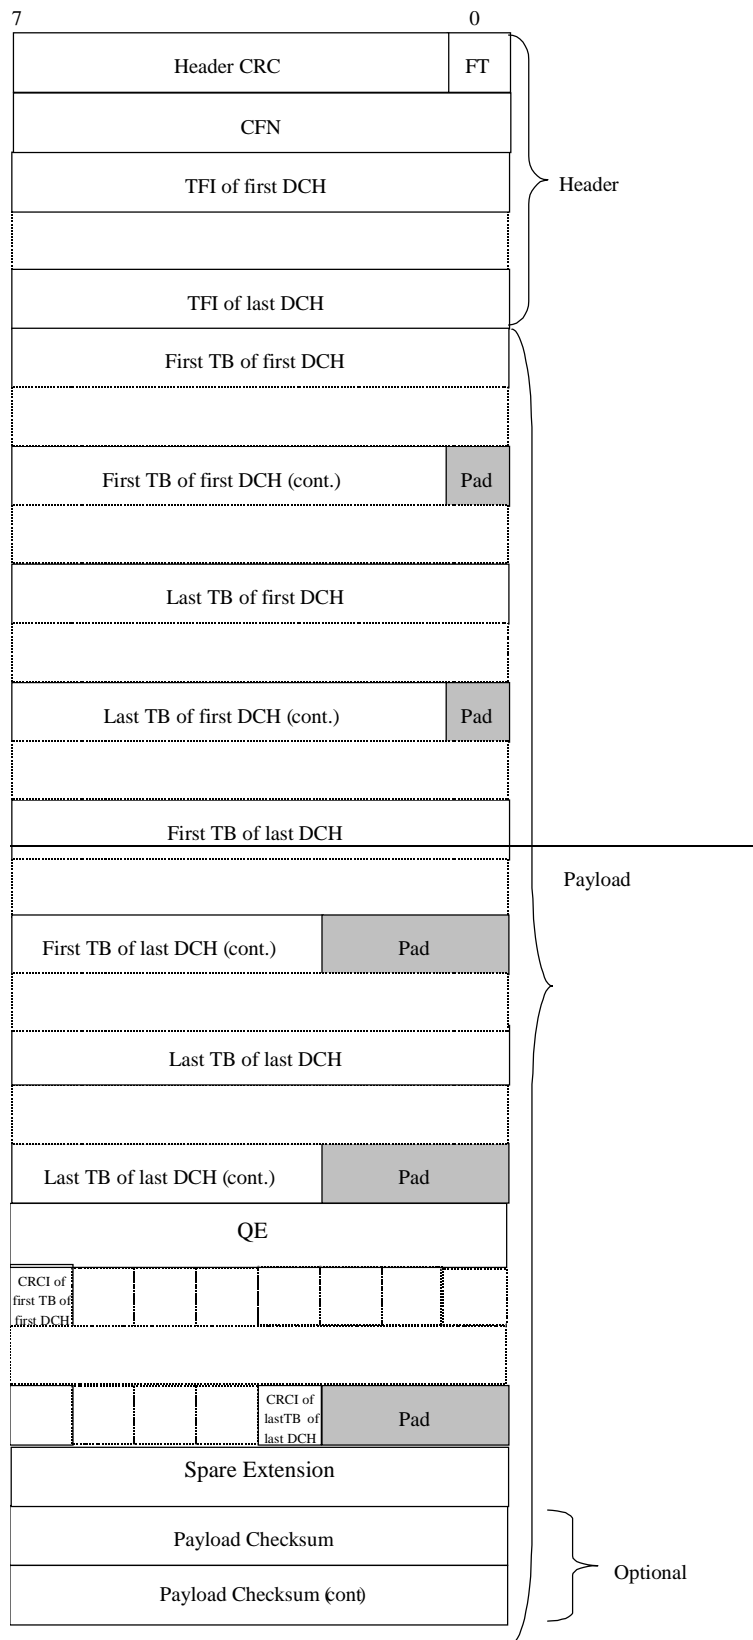 7 0
Header CRC FT
CFN
TFI of first DCH
Header
TFI of last DCH
First TB of first DCH
First TB of first DCH (cont.) Pad
Last TB of first DCH
Last TB of first DCH (cont.) Pad
First TB of last DCH
Payload
First TB of last DCH (cont.) Pad
Last TB of last DCH
Last TB of last DCH (cont.) Pad
QE
CRCI of
first TB of
first DCH
CRCI of
lastTB of
last DCH
Pad
Spare Extension
Payload Checksum
Optional
Payload Checksum (cont)